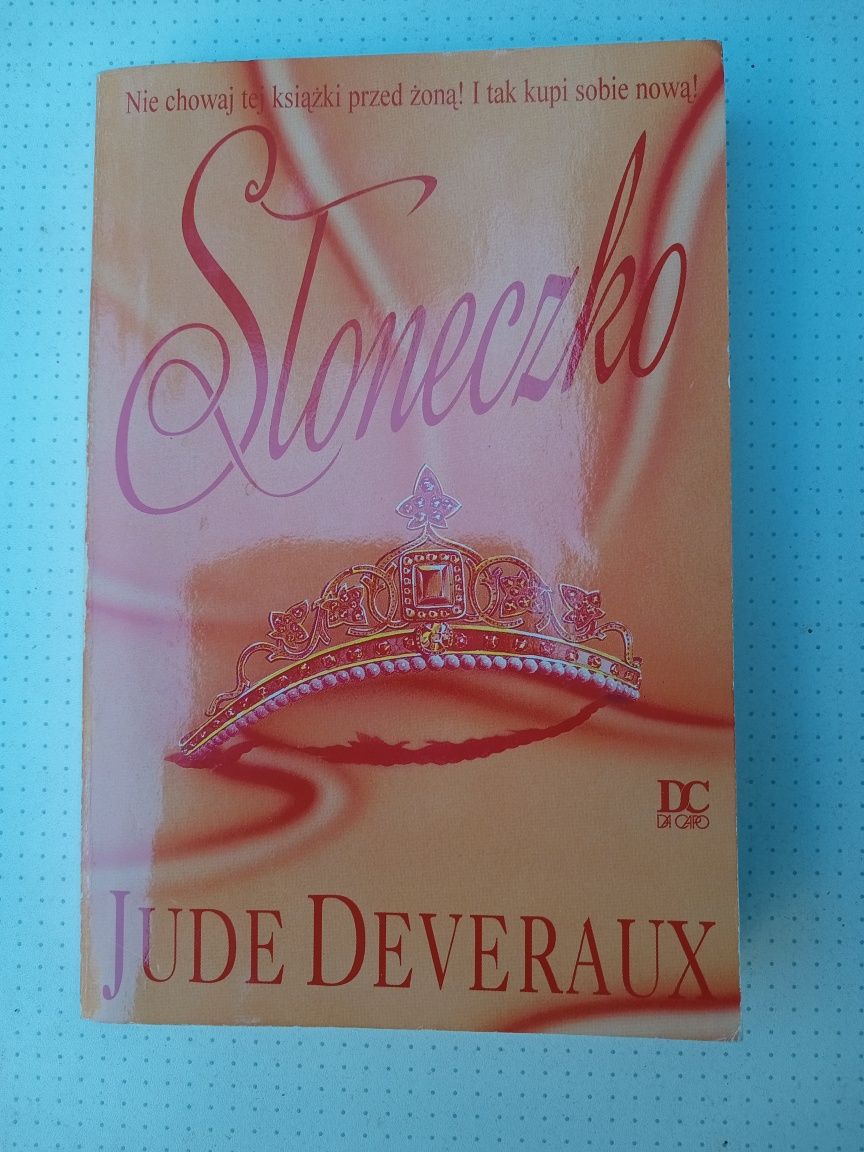 Nie chowaj tej książki przed żoną! I tak kupi sobie nową!
Słoneczko
DC
DA CAPO
JUDE DEVERAUX